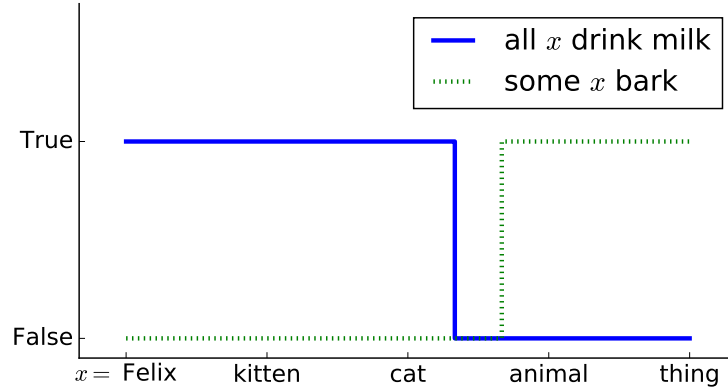 all x drink milk
some x bark
True
False
x = Felix kitten cat animal thing